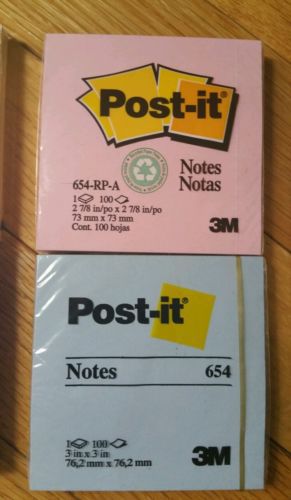 Post-it®
654-RP-A
Notes
Notas
1 100
2 7/8 in/po x 2 7/8 in/po
73 mm x 73 mm
Cont. 100 hojas
3M
Post-it®
Notes 654
1 100
3 in x 3 in
76,2 mm x 76,2 mm
3M